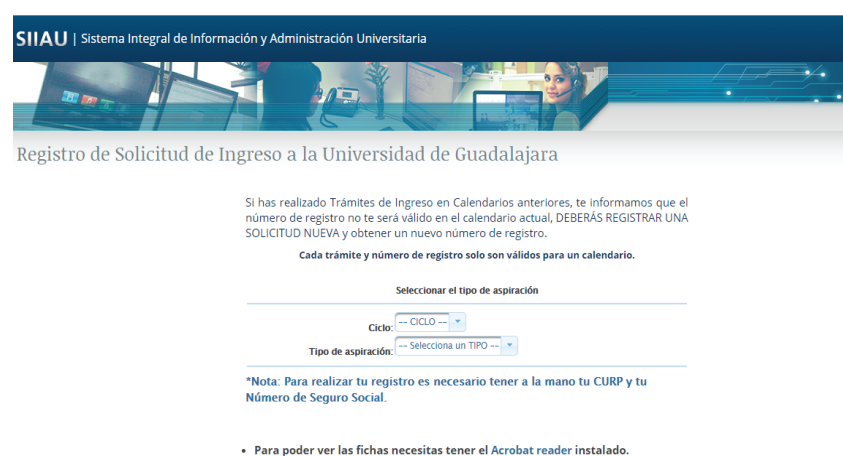 SIIAU | Sistema Integral de Información y Administración Universitaria
Registro de Solicitud de Ingreso a la Universidad de Guadalajara
Si has realizado Trámites de Ingreso en Calendarios anteriores, te informamos que el
número de registro no te será válido en el calendario actual, DEBERÁS REGISTRAR UNA
SOLICITUD NUEVA y obtener un nuevo número de registro.
Cada trámite y número de registro solo son válidos para un calendario.
Seleccionar el tipo de aspiración
Ciclo: -- CICLO --
Tipo de aspiración: -- Selecciona un TIPO --
*Nota: Para realizar tu registro es necesario tener a la mano tu CURP y tu
Número de Seguro Social.
• Para poder ver las fichas necesitas tener el Acrobat reader instalado.